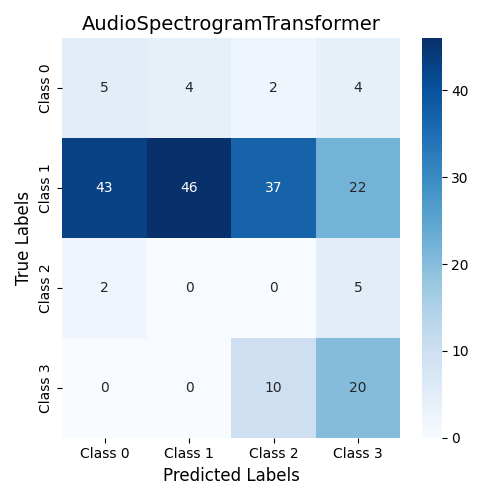 AudioSpectrogramTransformer
Class 0 5 4 2 4
Class 1 43 46 37 22
Class 2 2 0 0 5
Class 3 0 0 10 20
Class 0 Class 1 Class 2 Class 3
True Labels
Predicted Labels
40
30
20
10
0